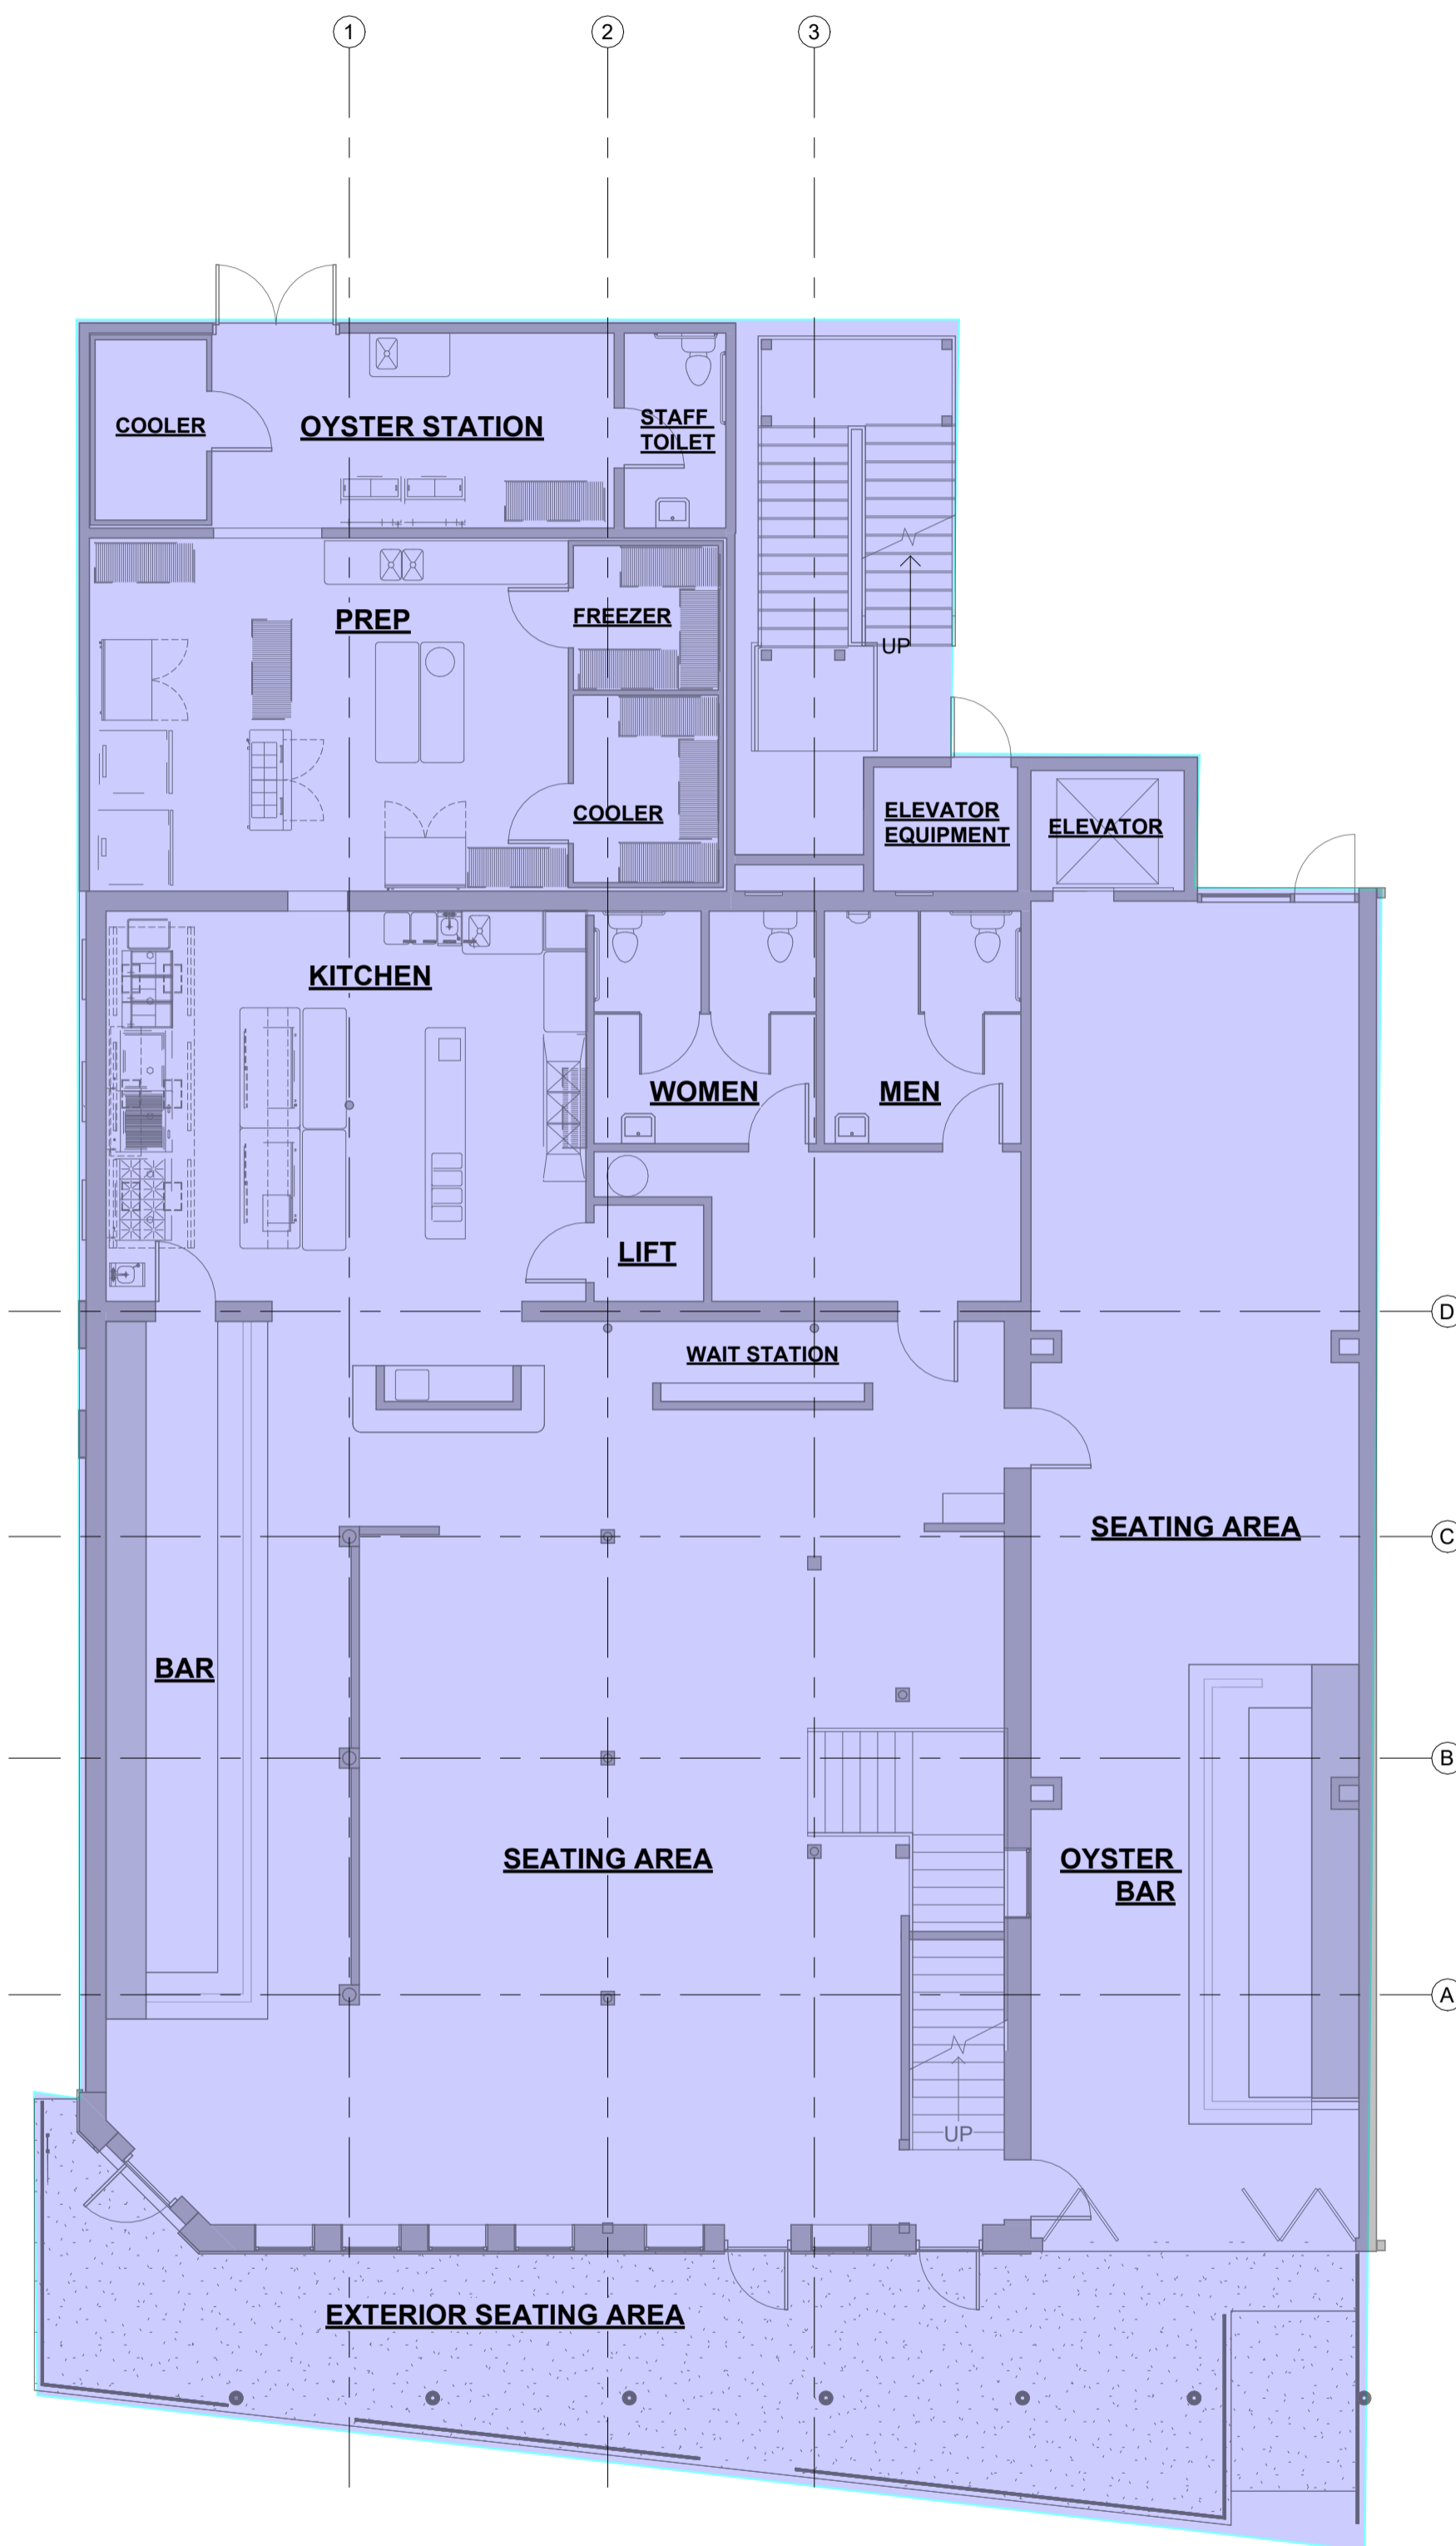 1
2
3
COOLER
OYSTER STATION
STAFF
TOILET
PREP
FREEZER
UP
COOLER
ELEVATOR
EQUIPMENT
ELEVATOR
KITCHEN
WOMEN
MEN
LIFT
D
WAIT STATION
C
SEATING AREA
BAR
B
SEATING AREA
OYSTER
BAR
A
UP
EXTERIOR SEATING AREA